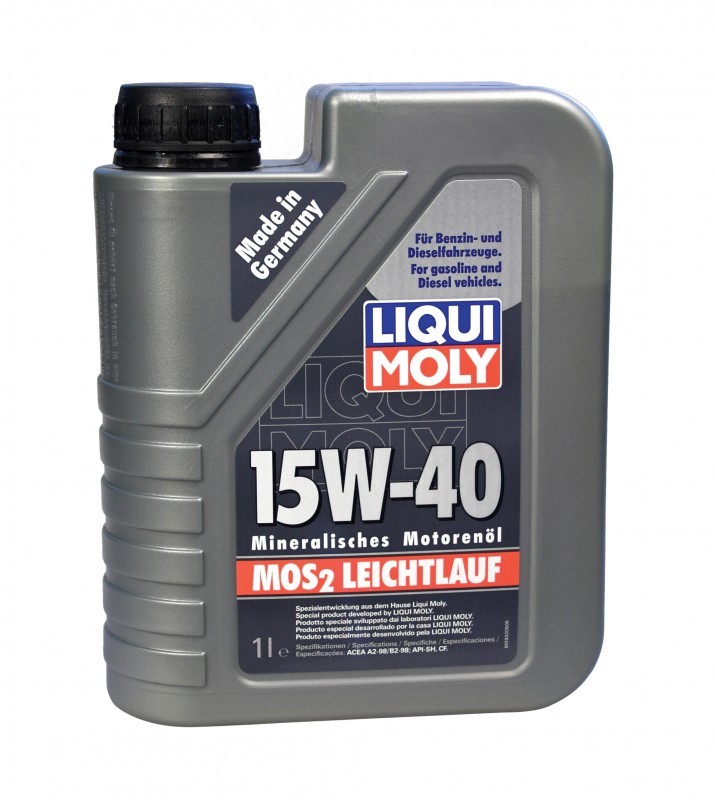 Made in
Germany
Für Benzin- und
Dieselfahrzeuge.
For gasoline and
Diesel vehicles.
LIQUI
MOLY
LIQUI
MOLY
15W-40
Mineralisches Motorenöl
MOS2 LEICHTLAUF
Spezialentwicklung aus dem Hause Liqui Moly.
Special product developed by LIQUI MOLY.
Prodotto speciale sviluppato dai laboratori LIQUI MOLY.
Producto especial desarrollado por la casa LIQUI MOLY.
Produto especialmente desenvolvido pela LIQUI MOLY.
Spezifikationen / Specifications / Specifiche / Especificaciones /
Especificações: ACEA A2-98/B2-98; API-SH, CF.
1l e